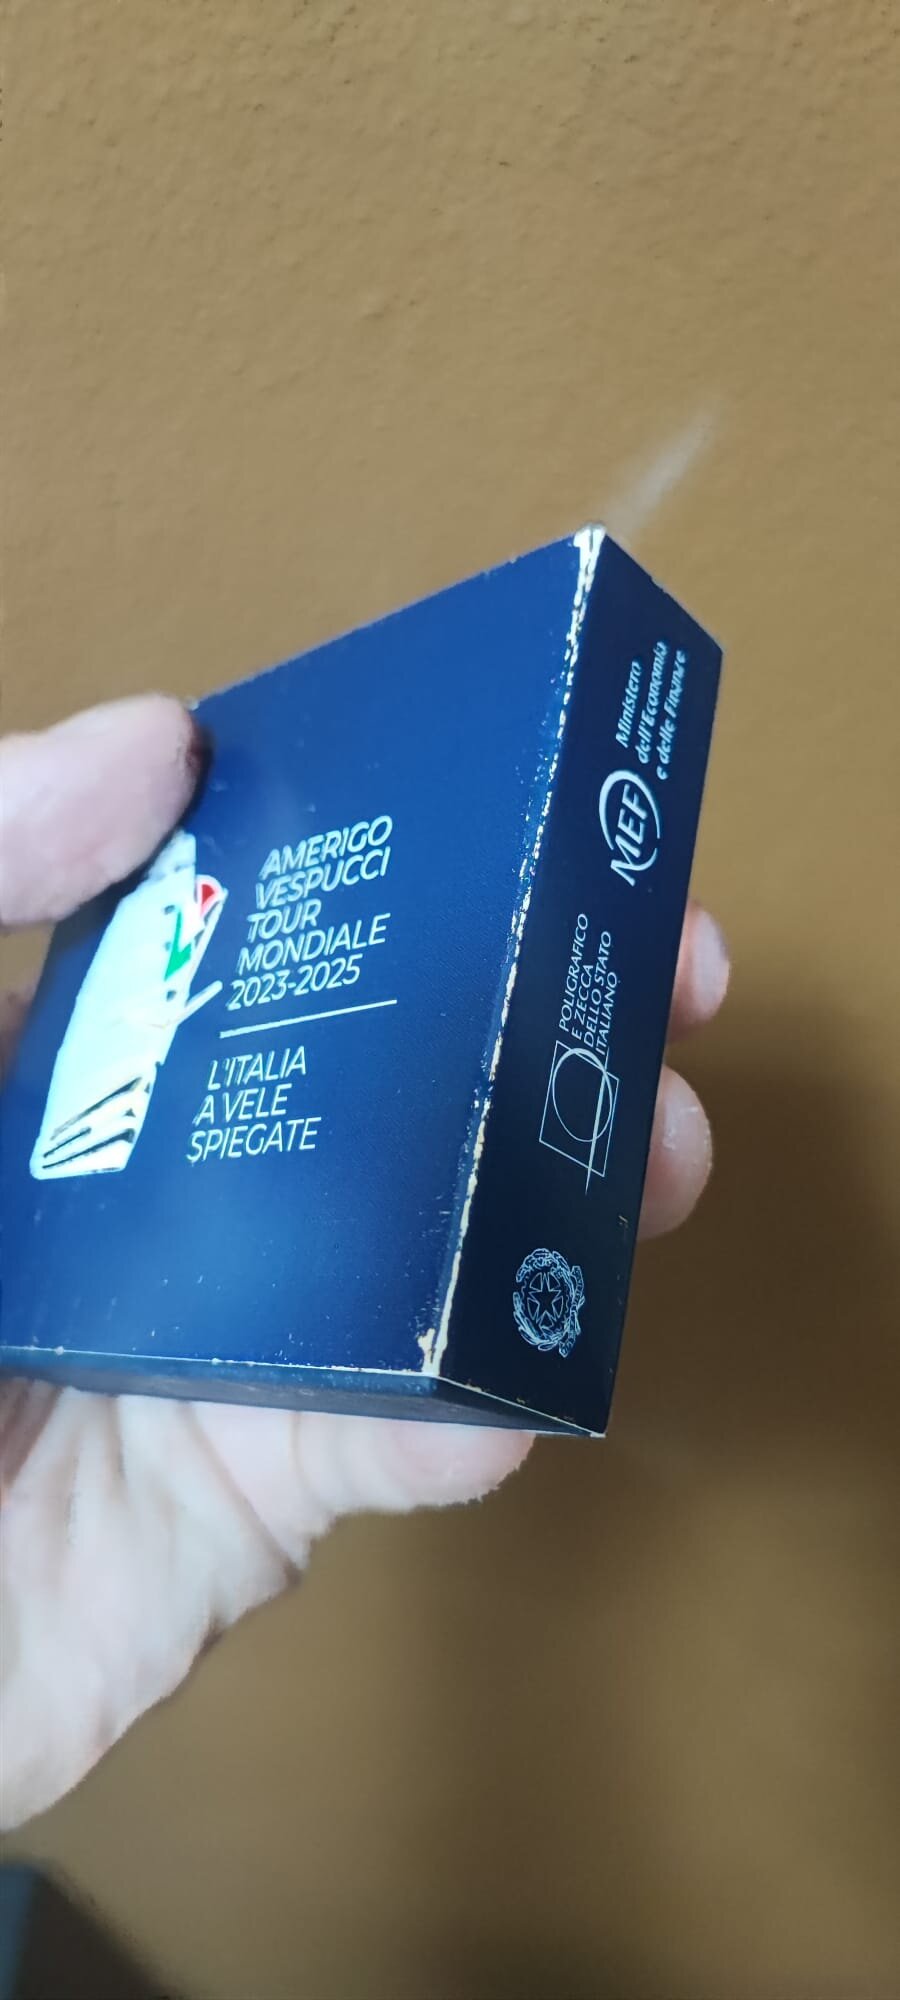 AMERIGO
VESPUCCI
TOUR
MONDIALE
2023-2025
L'ITALIA
A VELE
SPIEGATE
MEF
Ministero
dell'Economia
e delle Finanze
POLIGRAFICO
E ZECCA
DELLO STATO
ITALIANO